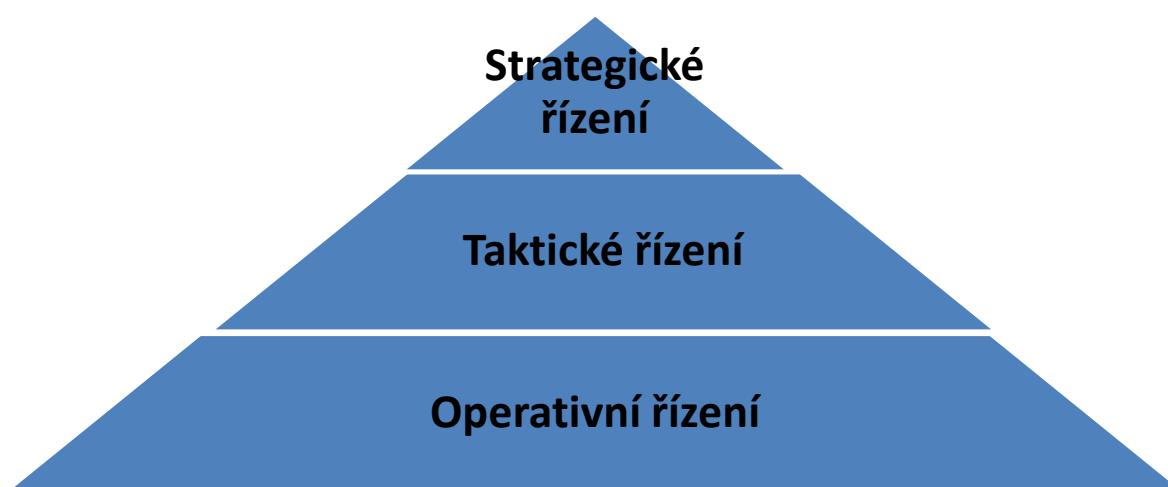 Strategické
řízení
Taktické řízení
Operativní řízení